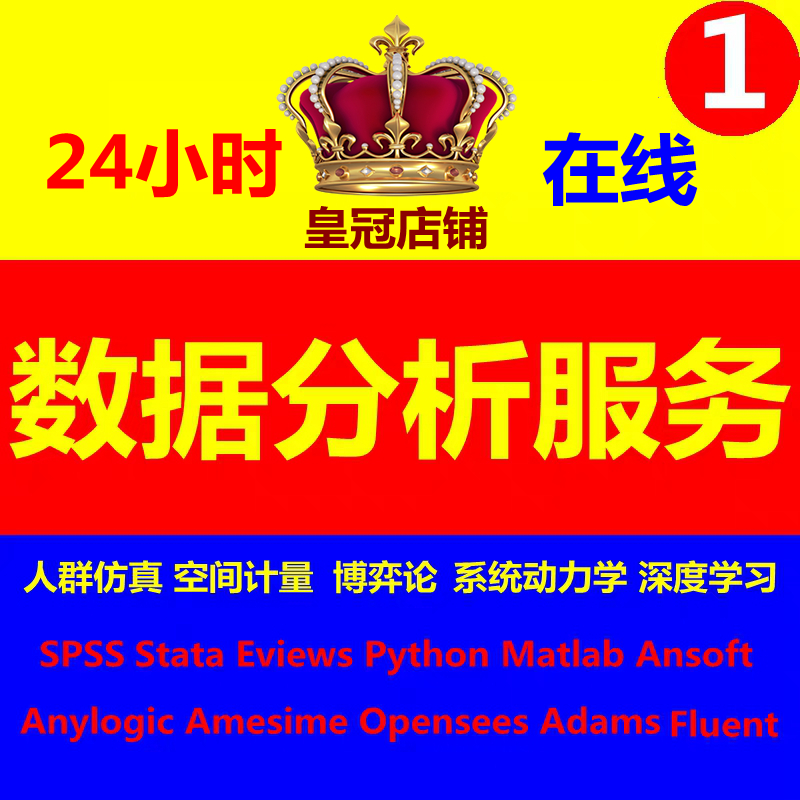 1
24小时 在线
皇冠店铺
数据分析服务
人群仿真 空间计量 博弈论 系统动力学 深度学习
SPSS Stata Eviews Python Matlab Ansoft
Anylogic Amesime Opensees Adams Fluent